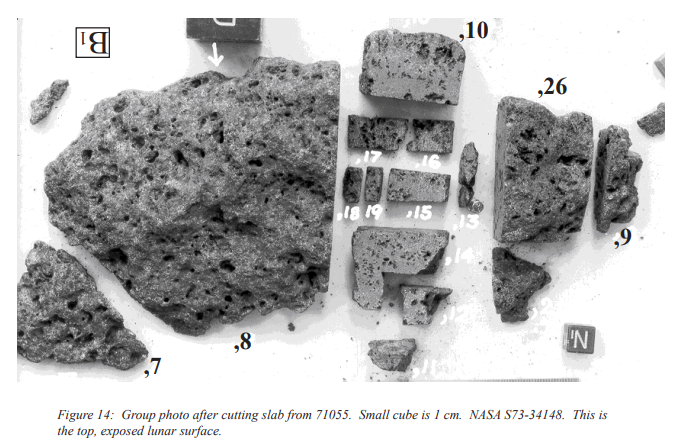 B1
D
,10
,26
,17 ,16
,18 19 ,15 ,13
,9
,14
N
,8
,7
,11
Figure 14: Group photo after cutting slab from 71055. Small cube is 1 cm. NASA S73-34148. This is
the top, exposed lunar surface.